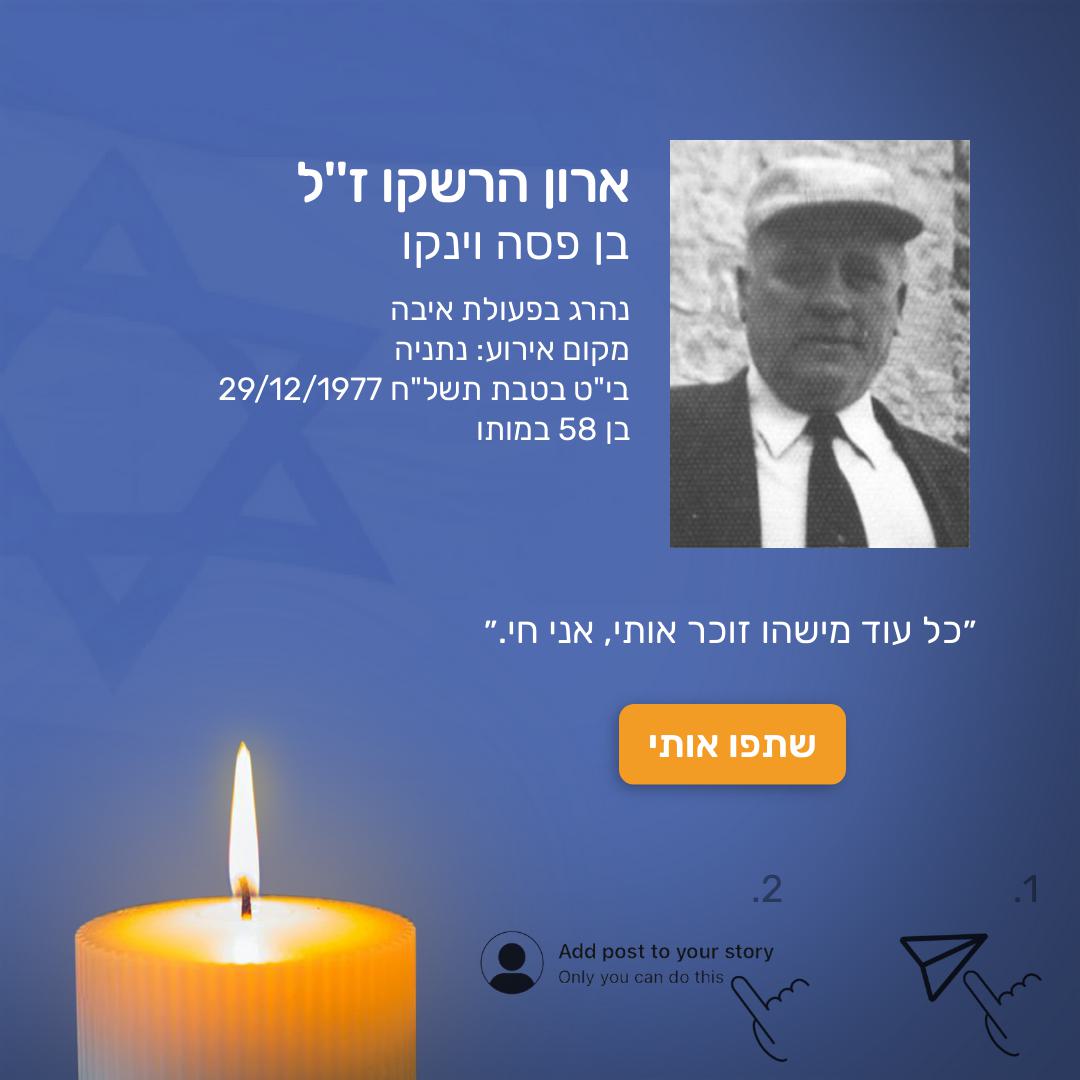 ארון הרשקו ז"ל
בן פסה וינקו
נהרג בפעולת איבה
מקום אירוע: נתניה
בי"ט בטבת תשל"ח 29/12/1977
בן 58 במותו
״כל עוד מישהו זוכר אותי, אני חי.״
שתפו אותי
.1
.2
Add post to your story
Only you can do this